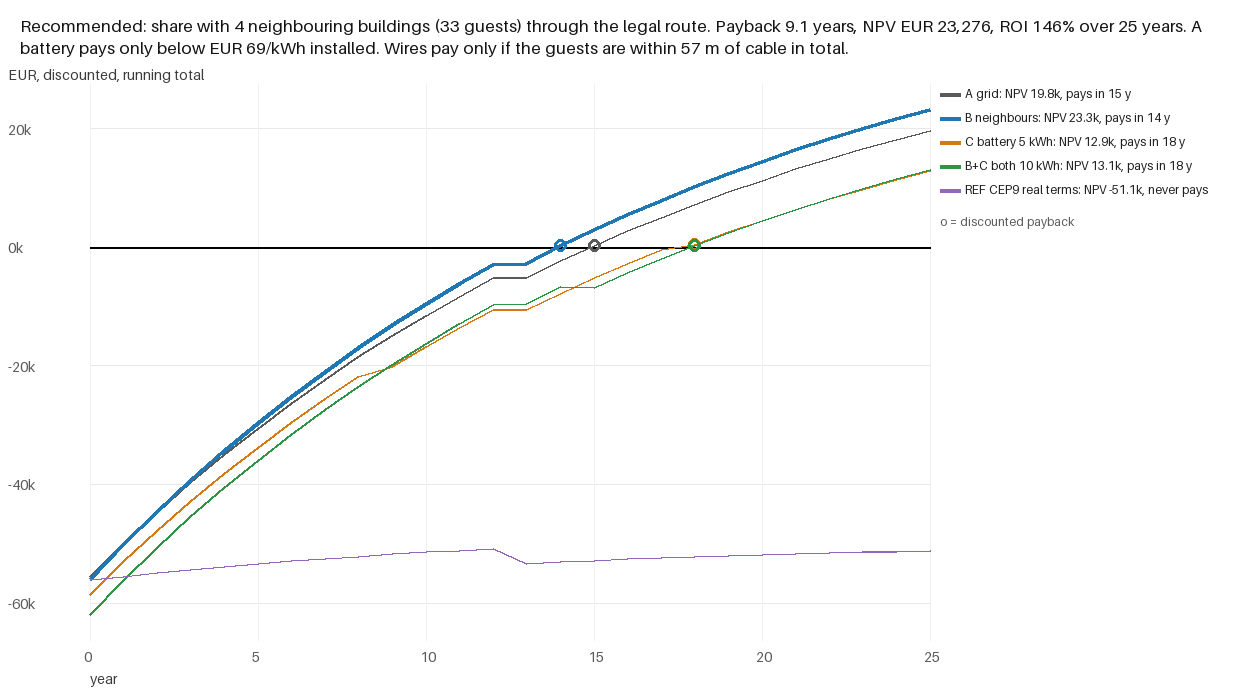 Recommended: share with 4 neighbouring buildings (33 guests) through the legal route. Payback 9.1 years, NPV EUR 23,276, ROI 146% over 25 years. A
battery pays only below EUR 69/kWh installed. Wires pay only if the guests are within 57 m of cable in total.
EUR, discounted, running total
A grid: NPV 19.8k, pays in 15 y
B neighbours: NPV 23.3k, pays in 14 y
C battery 5 kWh: NPV 12.9k, pays in 18 y
B+C both 10 kWh: NPV 13.1k, pays in 18 y
REF CEP9 real terms: NPV -51.1k, never pays
o = discounted payback
20k
0k
-20k
-40k
-60k
0
5
10
15
20
25
year